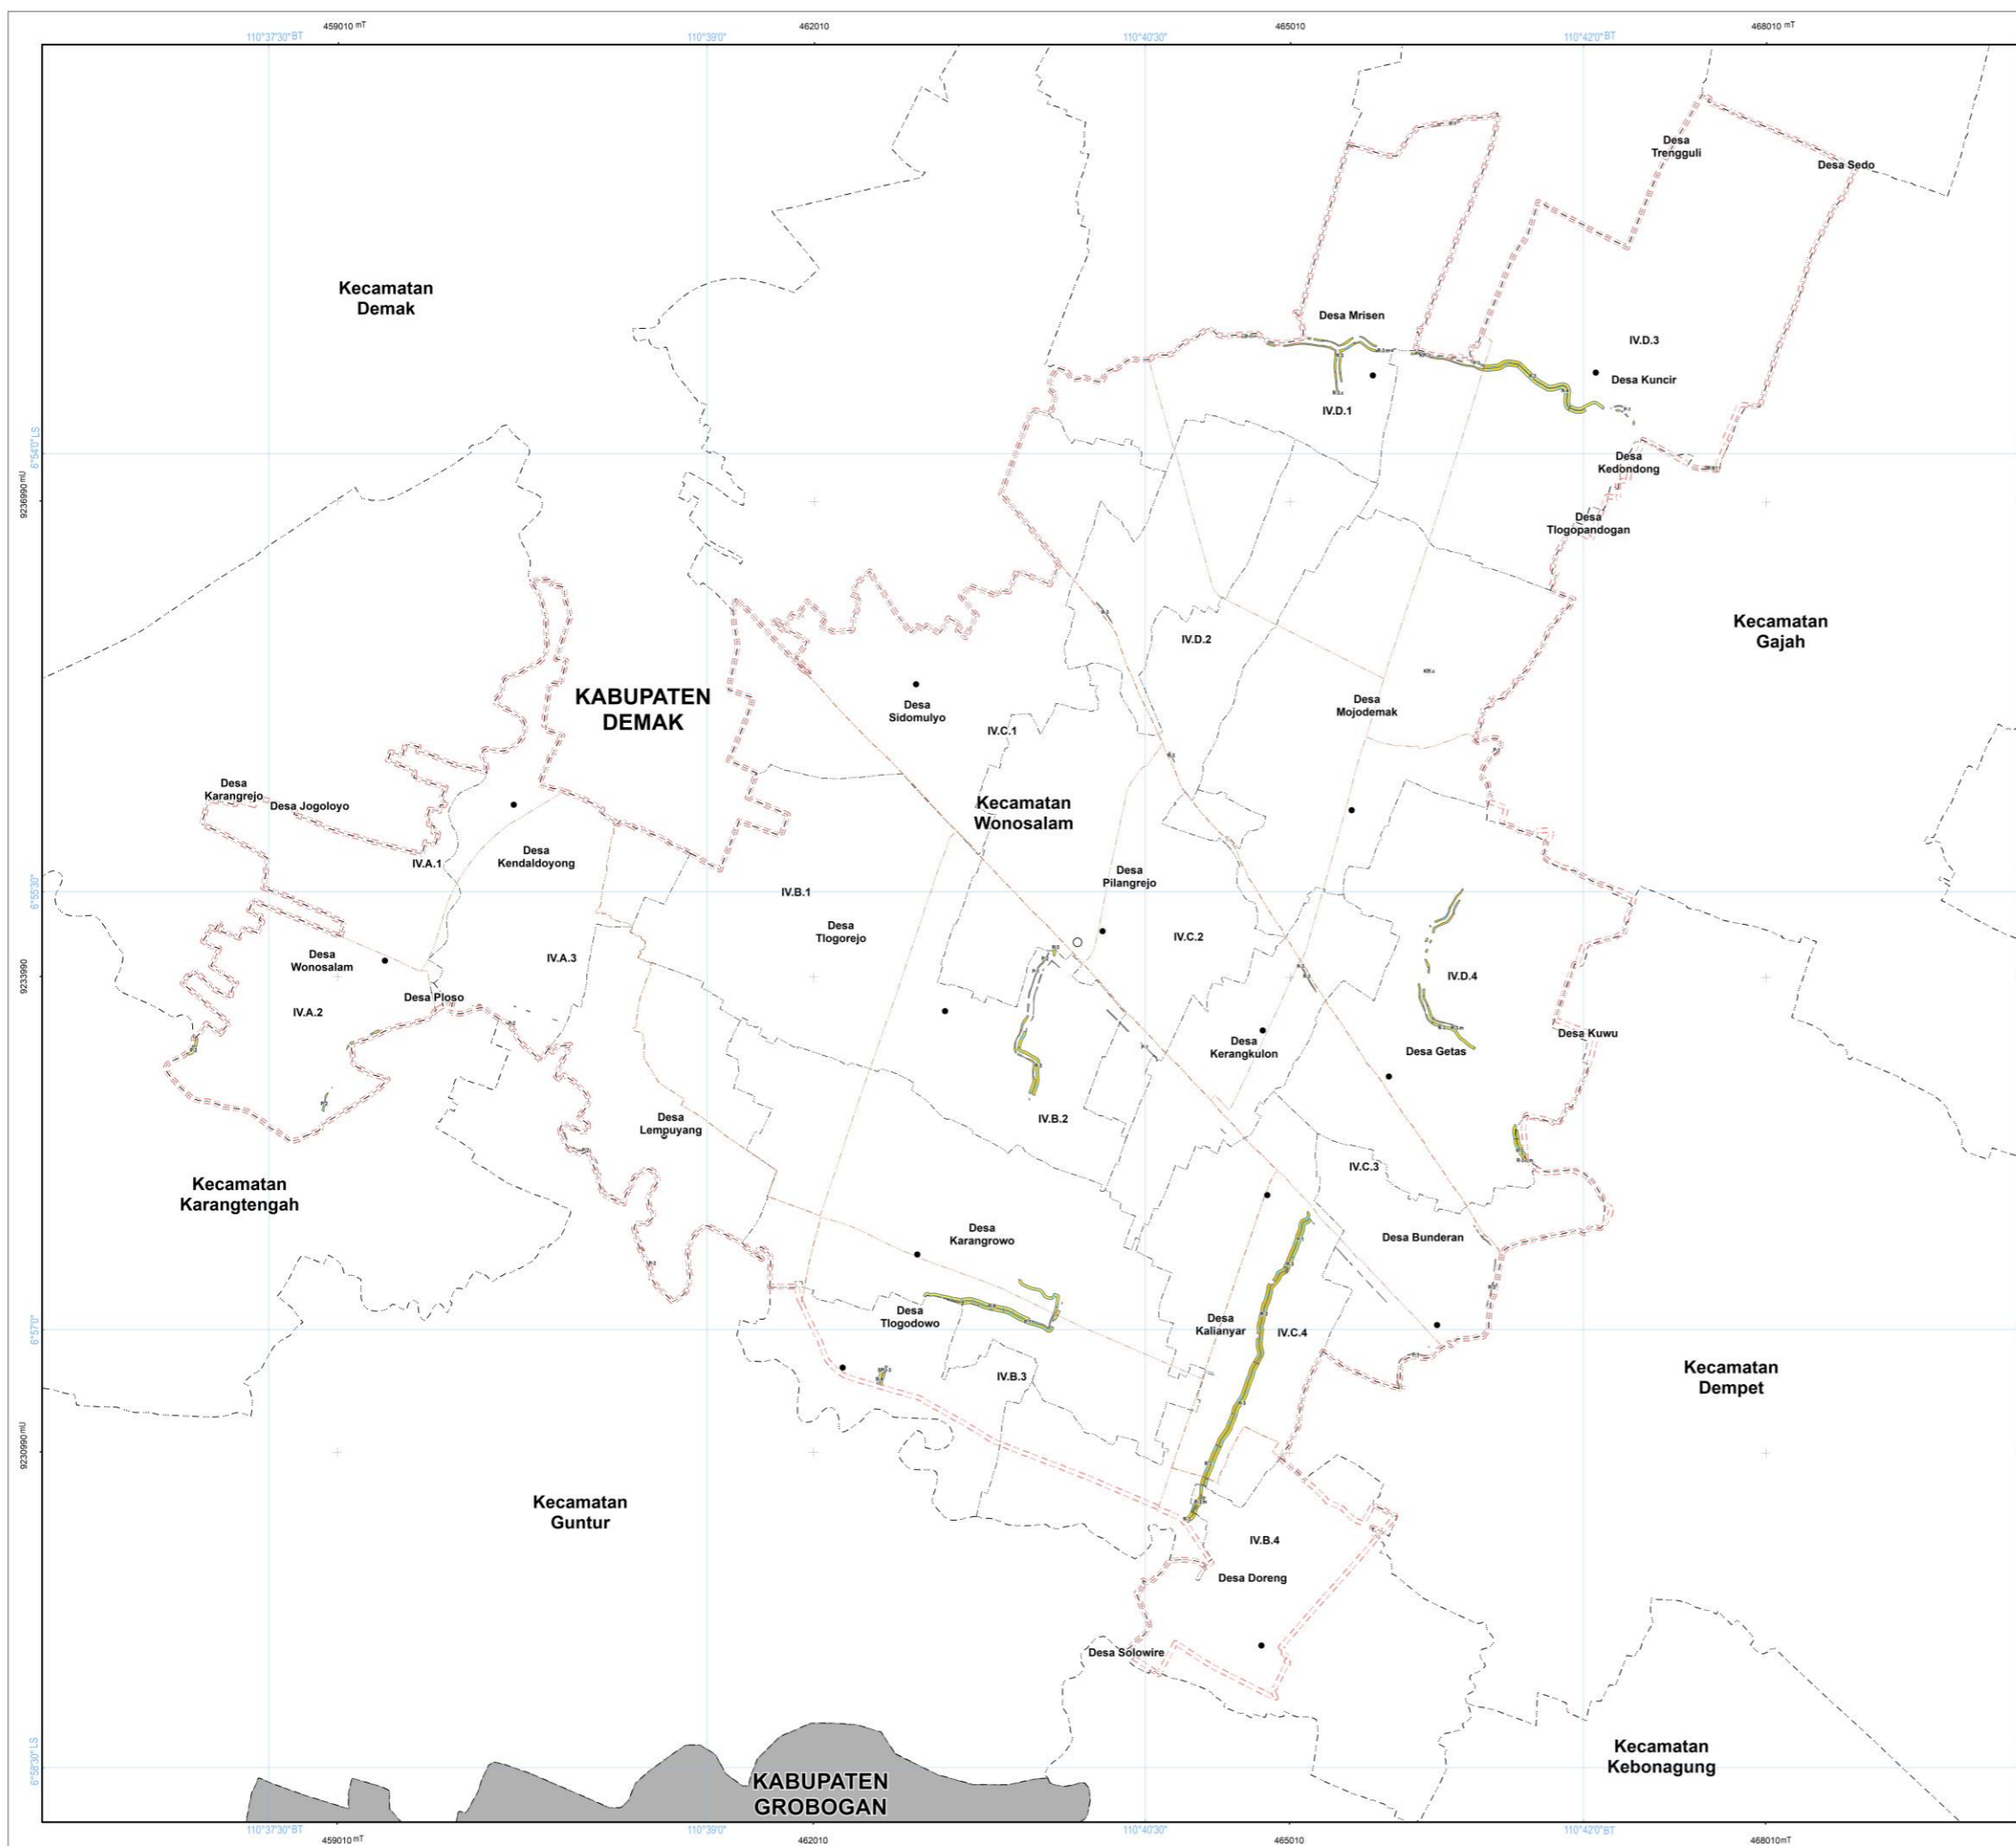 459010 mT
462010
465010
468010 mT
110°37'30" BT
110°39'0"
110°40'30"
110°42'0" BT
Desa
Trengguli
Desa Sedo
Kecamatan
Demak
Desa Mrisen
IV.D.3
Desa Kuncir
IV.D.1
6°54'0" LS
Desa
Kedondong
9236990 mU
Desa
Tlogopandogan
Kecamatan
Gajah
IV.D.2
KABUPATEN
DEMAK
Desa
Sidomulyo
IV.C.1
Desa
Mojodemak
Desa
Karangrejo
Desa Jogoloyo
Kecamatan
Wonosalam
Desa
Kendaldoyong
IV.A.1
Desa
Pilangrejo
6°55'30"
IV.B.1
Desa
Tlogorejo
IV.C.2
Desa
Wonosalam
IV.A.3
IV.D.4
9233990
Desa Ploso
IV.A.2
Desa Kuwu
Desa
Kerangkulon
Desa Getas
Desa
Lempuyang
IV.B.2
IV.C.3
Kecamatan
Karangtengah
Desa
Karangrowo
Desa Bunderan
Desa
Tlogodowo
Desa
Kalianyar
IV.C.4
6°57'0"
IV.B.3
Kecamatan
Dempet
9230990 mU
Kecamatan
Guntur
IV.B.4
Desa Doreng
Desa Solowire
Kecamatan
Kebonagung
6°58'30" LS
KABUPATEN
GROBOGAN
110°37'30" BT
110°39'0"
110°40'30"
110°42'0" BT
459010 mT
462010
465010
468010 mT